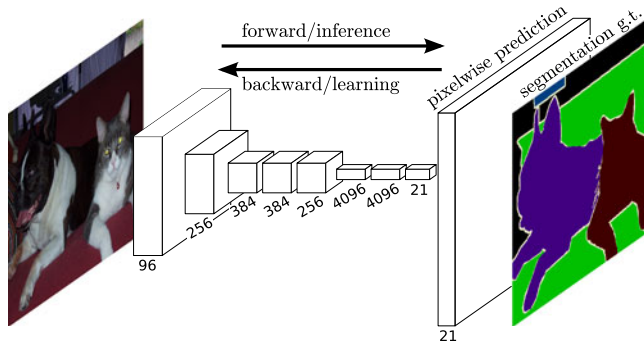 forward/inference
backward/learning
pixelwise prediction
segmentation g.t.
96
256
384
384
256
4096
4096
21
21